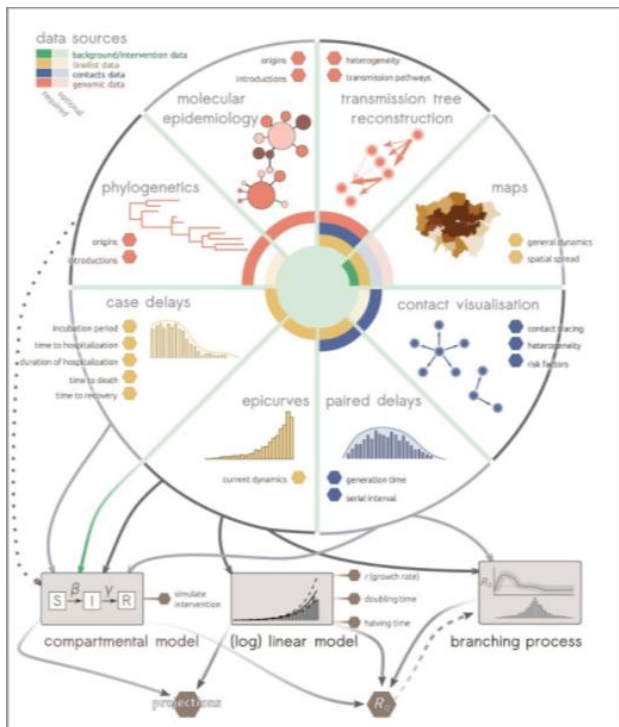 data sources
background/intervention data
linelist data
contacts data
genomic data
optional
required
origins
introductions
molecular
epidemiology
heterogeneity
transmission pathways
transmission tree
reconstruction
phylogenetics
origins
introductions
maps
general dynamics
spatial spread
case delays
incubation period
time to hospitalization
duration of hospitalization
time to death
time to recovery
contact visualisation
contact tracing
heterogeneity
risk factors
epicurves
current dynamics
paired delays
generation time
serial interval
S β I γ R
simulate
intervention
compartmental model
r (growth rate)
doubling time
halving time
(log) linear model
branching process
projections
R₀